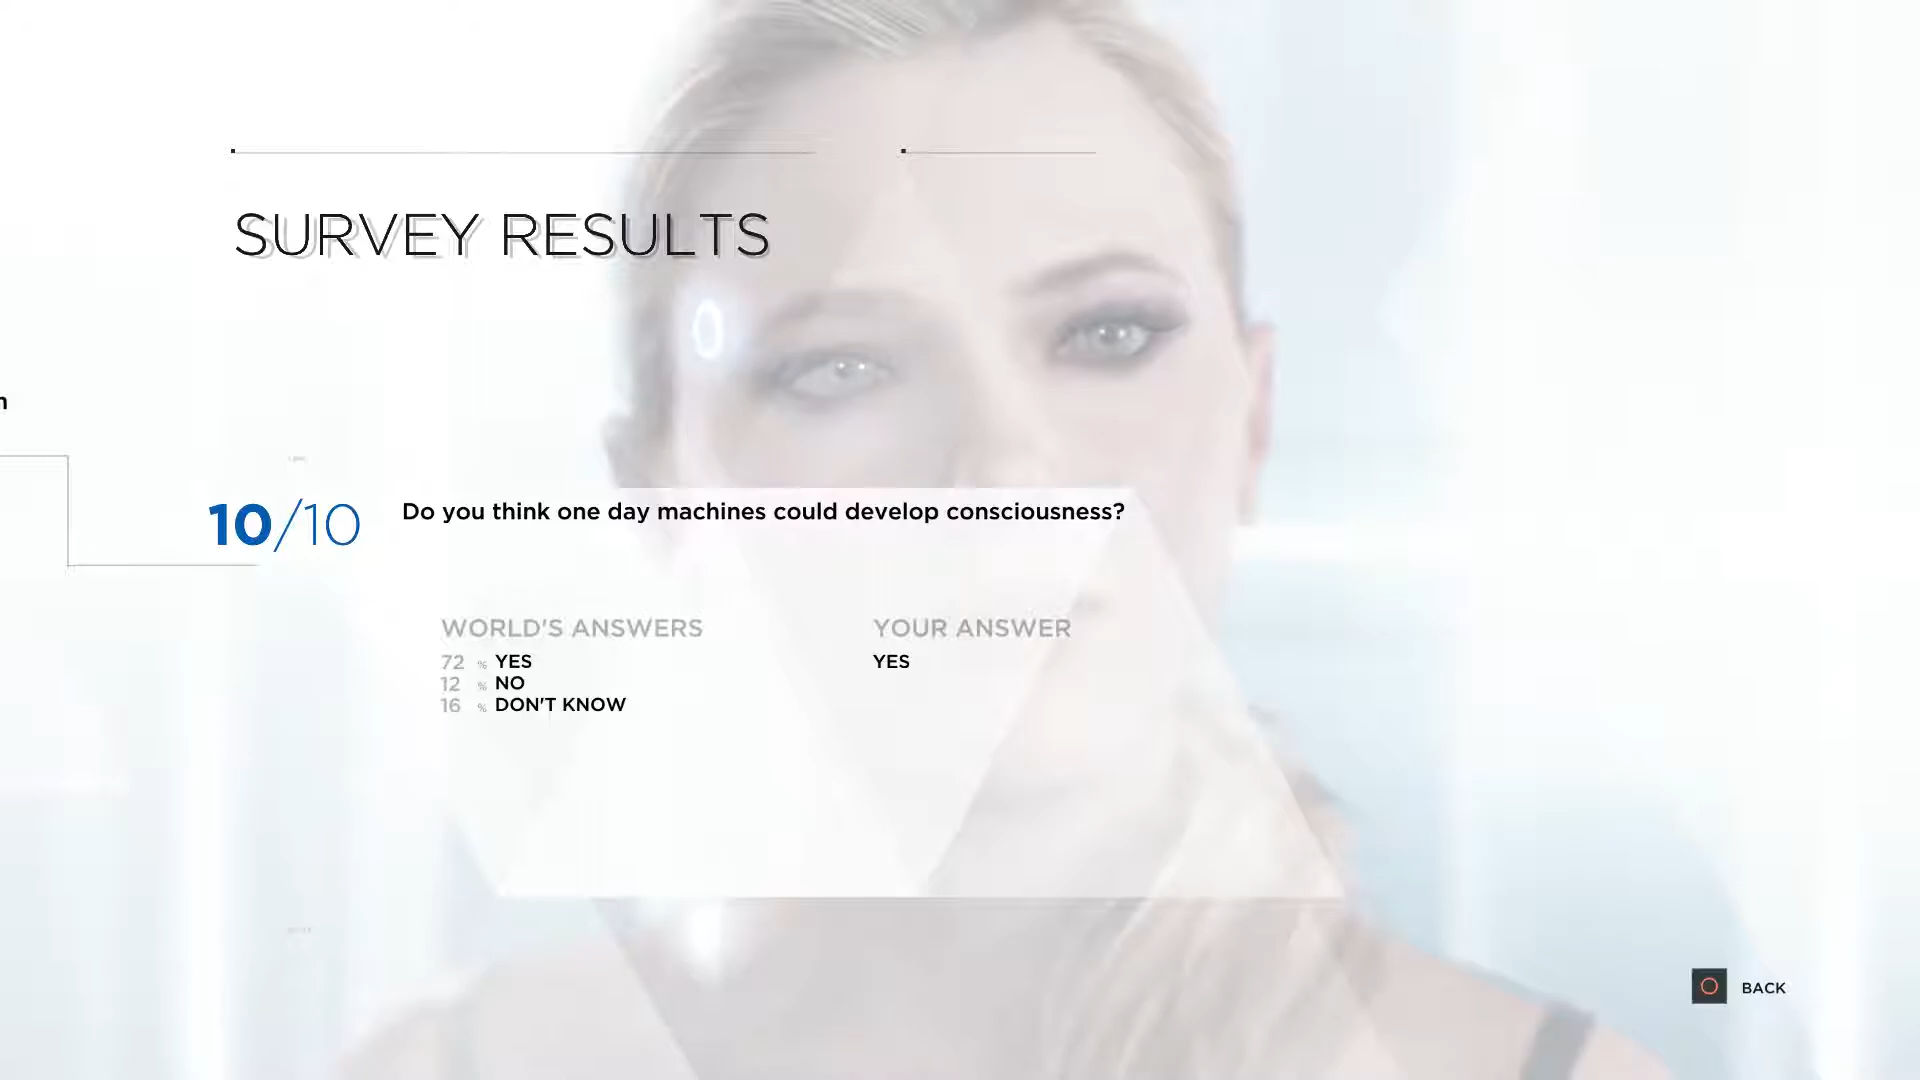 SURVEY RESULTS
n
10/10
Do you think one day machines could develop consciousness?
WORLD'S ANSWERS
72 % YES
12 % NO
16 % DON'T KNOW
YOUR ANSWER
YES
BACK